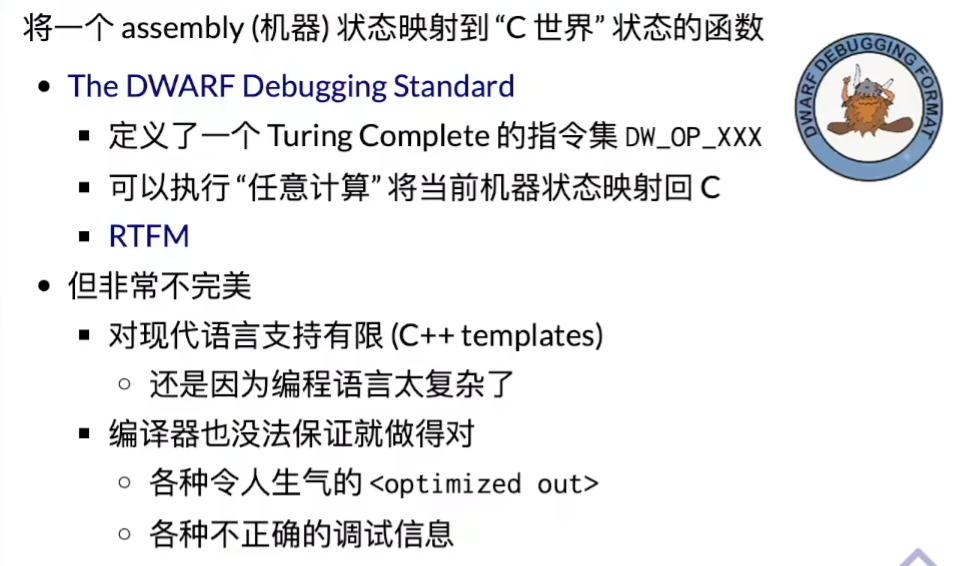 将一个 assembly (机器) 状态映射到 “C 世界” 状态的函数
The DWARF Debugging Standard
定义了一个 Turing Complete 的指令集 DW_OP_XXX
可以执行 “任意计算” 将当前机器状态映射回 C
RTFM
但非常不完美
对现代语言支持有限 (C++ templates)
还是因为编程语言太复杂了
编译器也没法保证就做得对
各种令人生气的 <optimized out>
各种不正确的调试信息
DWARF DEBUGGING FORMAT